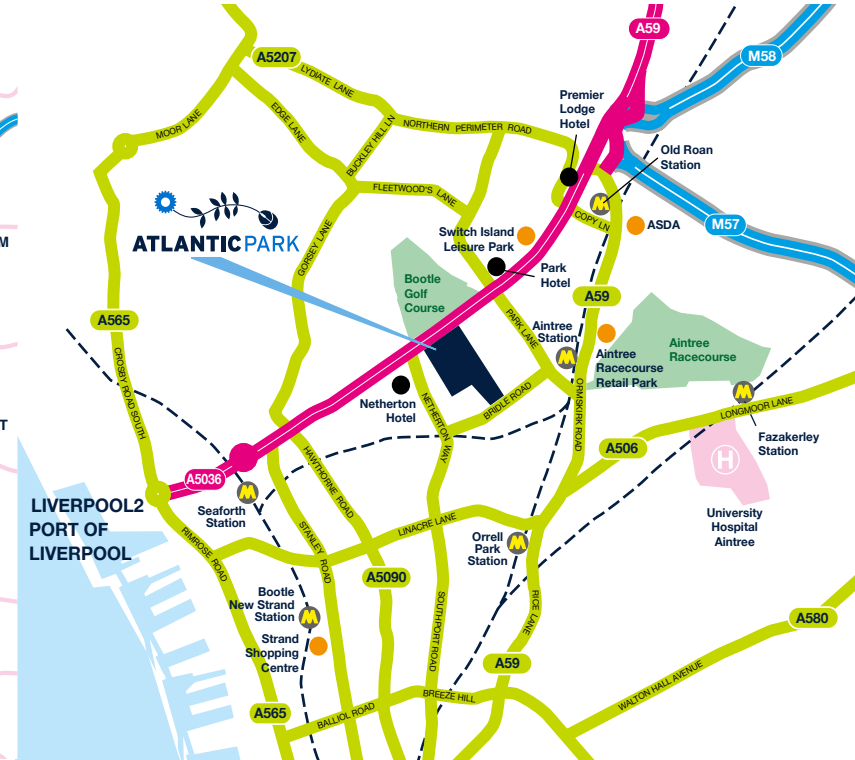 A59
M58
A5207
LYDIATE LANE
Premier
Lodge
Hotel
MOOR LANE
EDGE LANE
BUCKLEY HILL LN
NORTHERN PERIMETER ROAD
Old Roan
Station
FLEETWOOD'S LANE
COPY LN
ASDA
M57
ATLANTICPARK
Switch Island
Leisure Park
M
GORSEY LANE
Park
Hotel
Bootle
Golf
Course
A59
A565
PARK LANE
Aintree
Station
Aintree
Racecourse
Aintree
Racecourse
Retail Park
CROSBY ROAD SOUTH
Netherton
Hotel
NETHERTON WAY
BRIDLE ROAD
ORMSKIRK ROAD
LONGMOOR LANE
T
A506
Fazakerley
Station
H
A5036
HAWTHORNE ROAD
LIVERPOOL2
PORT OF
LIVERPOOL
Seaforth
Station
University
Hospital
Aintree
RIMROSE ROAD
STANLEY ROAD
LINACRE LANE
Orrell
Park
Station
A5090
Bootle
New Strand
Station
SOUTHPORT ROAD
RICE LANE
A580
Strand
Shopping
Centre
A59
WALTON HALL AVENUE
A565
BALLIOL ROAD
BREEZE HILL